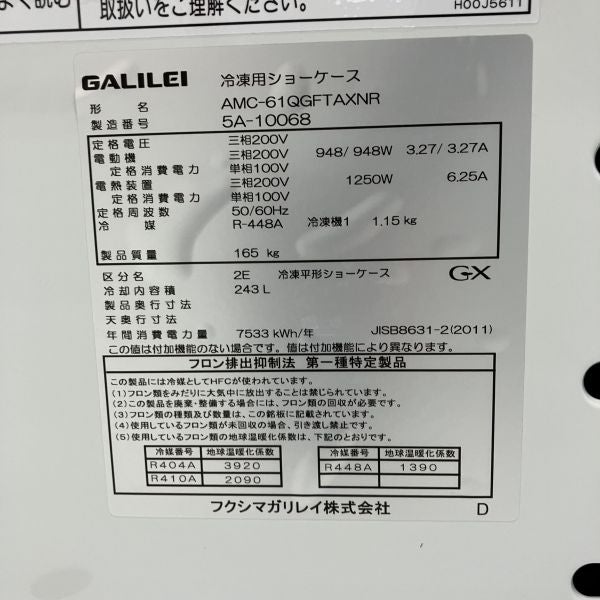 よく読む
取扱いをご理解ください。
H00J5611
GALILEI 冷凍用ショーケース
形 名 AMC-61QGFTAXNR
製造番号 5A-10068
定格電圧 三相200V
電動機 三相200V 948/ 948W 3.27/ 3.27A
定格消費電力 単相100V
電熱装置 三相200V 1250W 6.25A
定格消費電力 単相100V
定格周波数 50/60Hz
冷 媒 R-448A 冷凍機1 1.15 kg
製品質量 165 kg
区分名 2E 冷凍平形ショーケース GX
冷却内容積 243 L
製品奥行寸法
天奥行寸法
年間消費電力量 7533 kWh/年 JISB8631-2(2011)
この値は付加機能のない場合です。値は付加機能により異なります。
フロン排出抑制法 第一種特定製品
この製品には冷媒としてHFCが使われています。
(1)フロン類をみだりに大気中に放出することは禁じられています。
(2)この製品を廃棄・整備する場合には、フロン類の回収が必要です。
(3)フロン類の種類及び数量は、この銘板に記載されています。
(4)使用しているフロン類が未回収の場合、引き渡し禁止です。
(5)使用しているフロン類の地球温暖化係数は、下記のとおりです。
冷媒番号 地球温暖化係数 冷媒番号 地球温暖化係数
R404A 3920 R448A 1390
R410A 2090
フクシマガリレイ株式会社 D